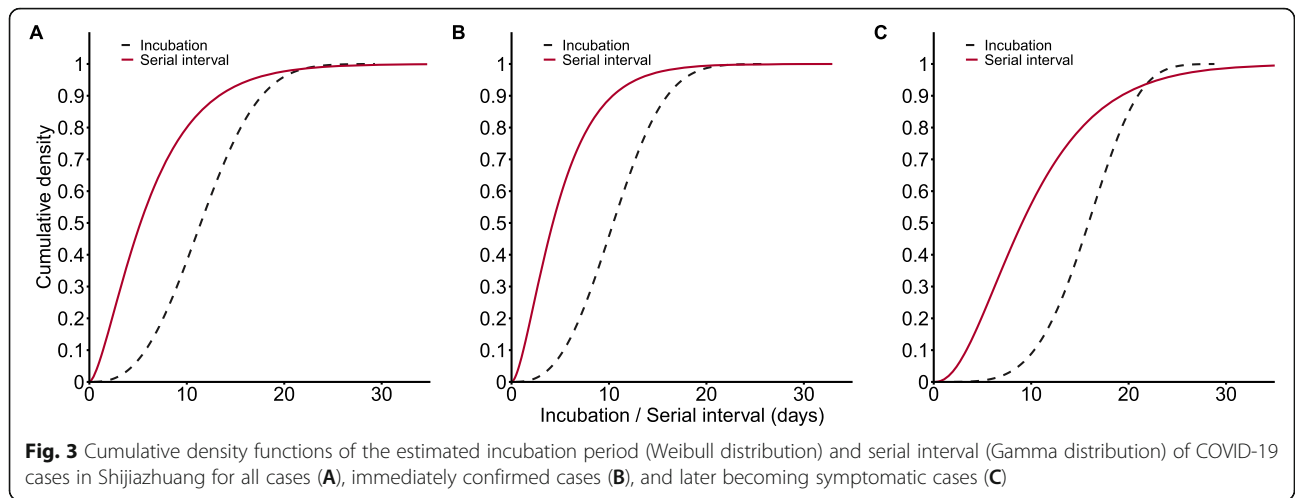 A
Incubation
Serial interval
1
0.9
0.8
0.7
0.6
0.5
0.4
0.3
0.2
0.1
0
0 10 20 30
Cumulative density
B
Incubation
Serial interval
1
0.9
0.8
0.7
0.6
0.5
0.4
0.3
0.2
0.1
0
0 10 20 30
C
Incubation
Serial interval
1
0.9
0.8
0.7
0.6
0.5
0.4
0.3
0.2
0.1
0
0 10 20 30
Incubation / Serial interval (days)
Fig. 3 Cumulative density functions of the estimated incubation period (Weibull distribution) and serial interval (Gamma distribution) of COVID-19
cases in Shijiazhuang for all cases (A), immediately confirmed cases (B), and later becoming symptomatic cases (C)